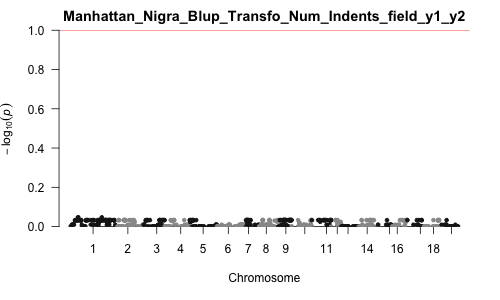 Manhattan_Nigra_Blup_Transfo_Num_Indents_field_y1_y2
1.0
0.8
0.6
0.4
0.2
0.0
− log10(p)
1 2 3 4 5 6 7 8 9 11 14 16 18
Chromosome